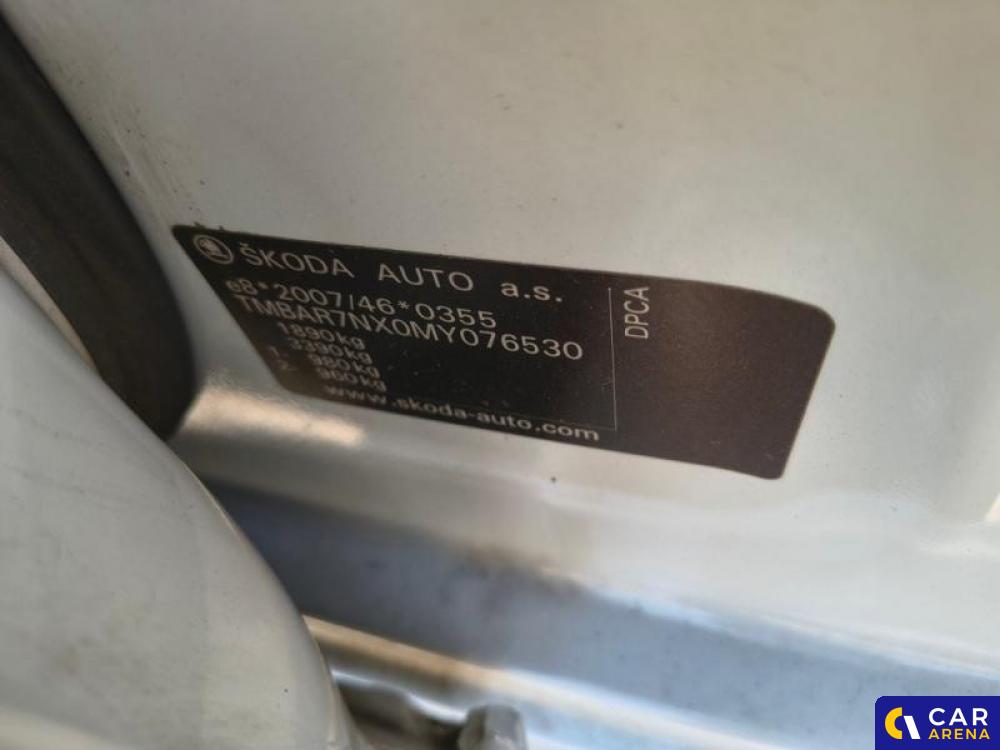 ŠKODA AUTO a.s.
e8*2007/46*0355
TMBAR7NX0MY076530
1890kg
3390kg
1- 980kg
2- 960kg
www.skoda-auto.com
DPCA
CAR
ARENA